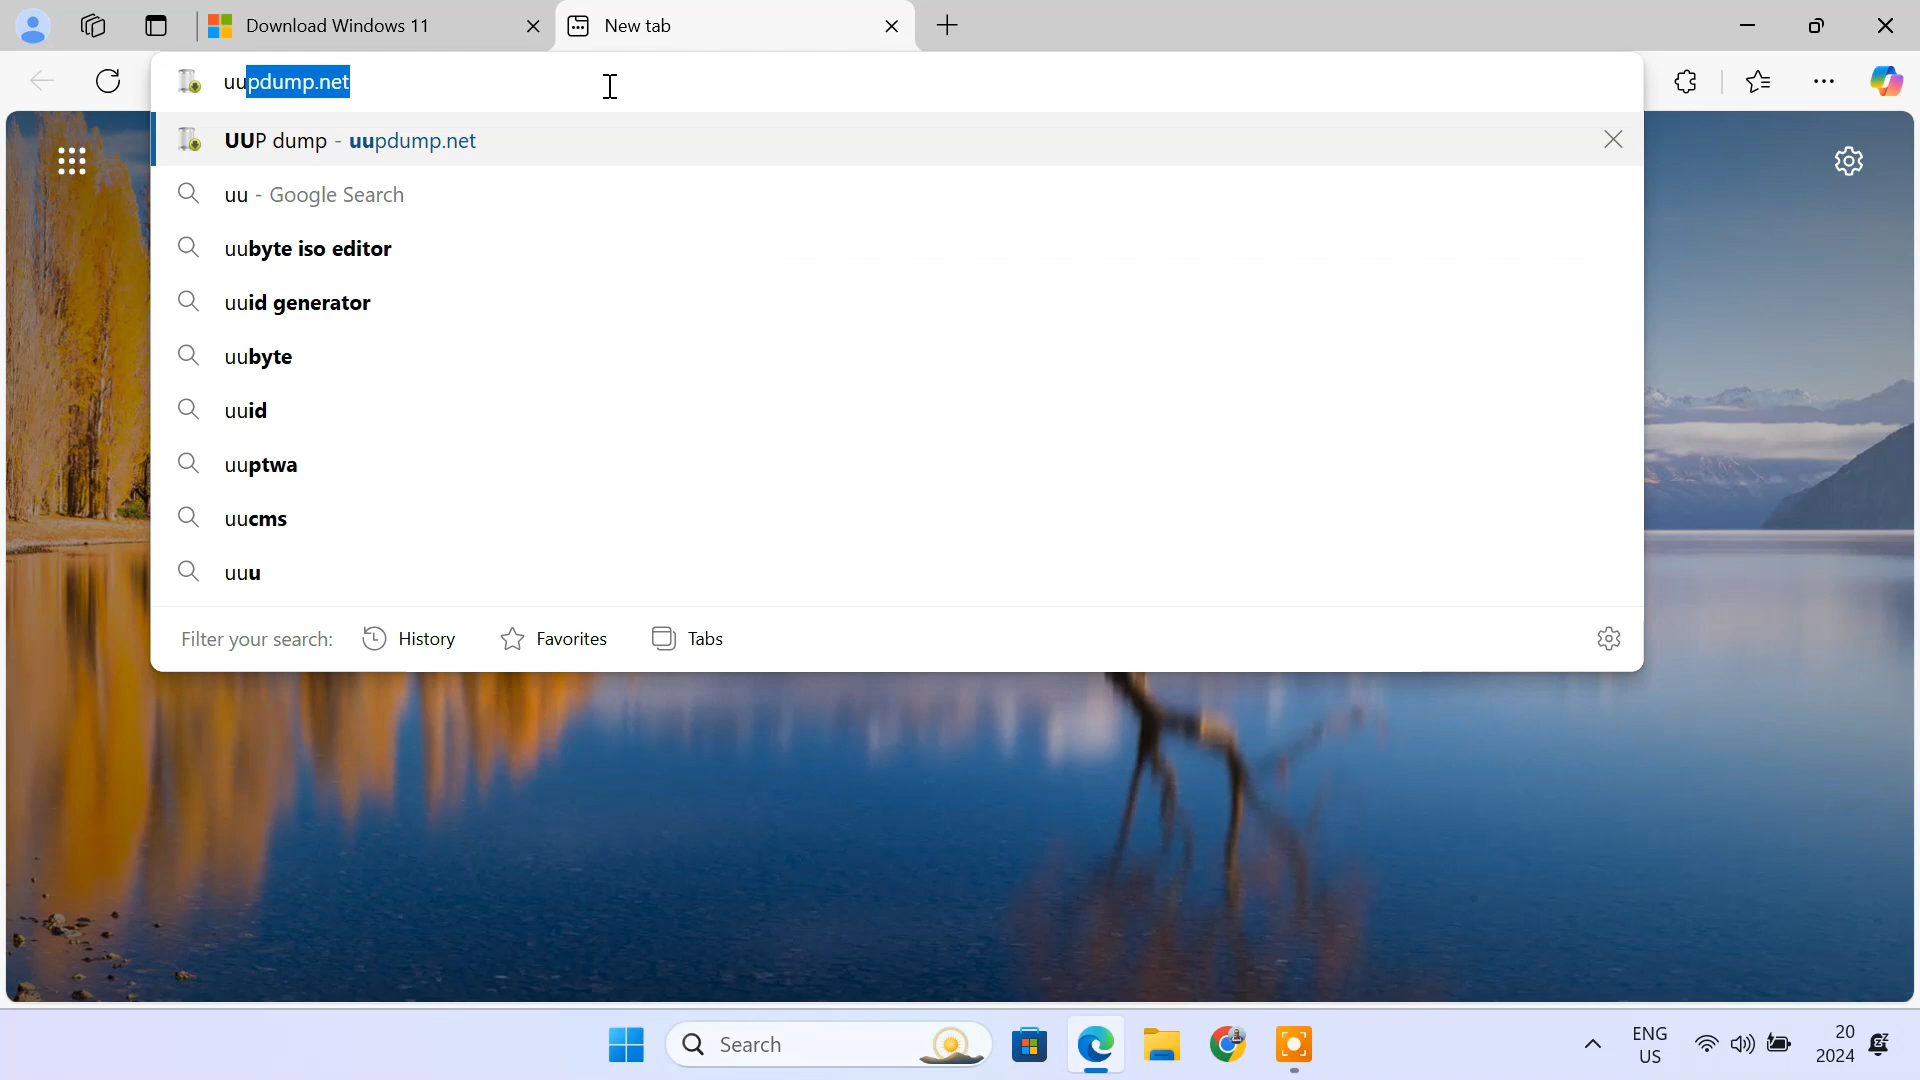 Download Windows 11
New tab
uupdump.net
UUP dump - uupdump.net
uu - Google Search
uubyte iso editor
uuid generator
uubyte
uuid
uuptwa
uucms
uuu
Filter your search: History Favorites Tabs
Search
ENG
US
20
2024